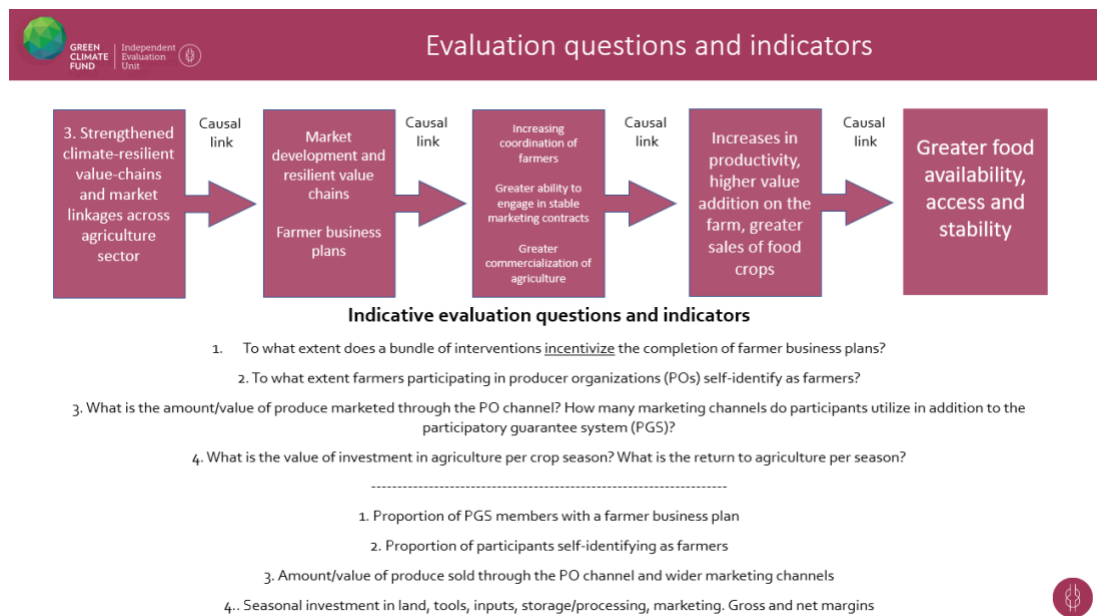 GREEN
CLIMATE
FUND
Independent
Evaluation
Unit
Evaluation questions and indicators
3. Strengthened
climate-resilient
value-chains
and market
linkages across
agriculture
sector
Causal
link
Market
development and
resilient value
chains
Farmer business
plans
Causal
link
Increasing
coordination of
farmers
Greater ability to
engage in stable
marketing contracts
Greater
commercialization of
agriculture
Causal
link
Increases in
productivity,
higher value
addition on the
farm, greater
sales of food
crops
Causal
link
Greater food
availability,
access and
stability
Indicative evaluation questions and indicators
1. To what extent does a bundle of interventions incentivize the completion of farmer business plans?
2. To what extent farmers participating in producer organizations (POs) self-identify as farmers?
3. What is the amount/value of produce marketed through the PO channel? How many marketing channels do participants utilize in addition to the
participatory guarantee system (PGS)?
4. What is the value of investment in agriculture per crop season? What is the return to agriculture per season?
--------------------------------------------------------------------
1. Proportion of PGS members with a farmer business plan
2. Proportion of participants self-identifying as farmers
3. Amount/value of produce sold through the PO channel and wider marketing channels
4.. Seasonal investment in land, tools, inputs, storage/processing, marketing. Gross and net margins